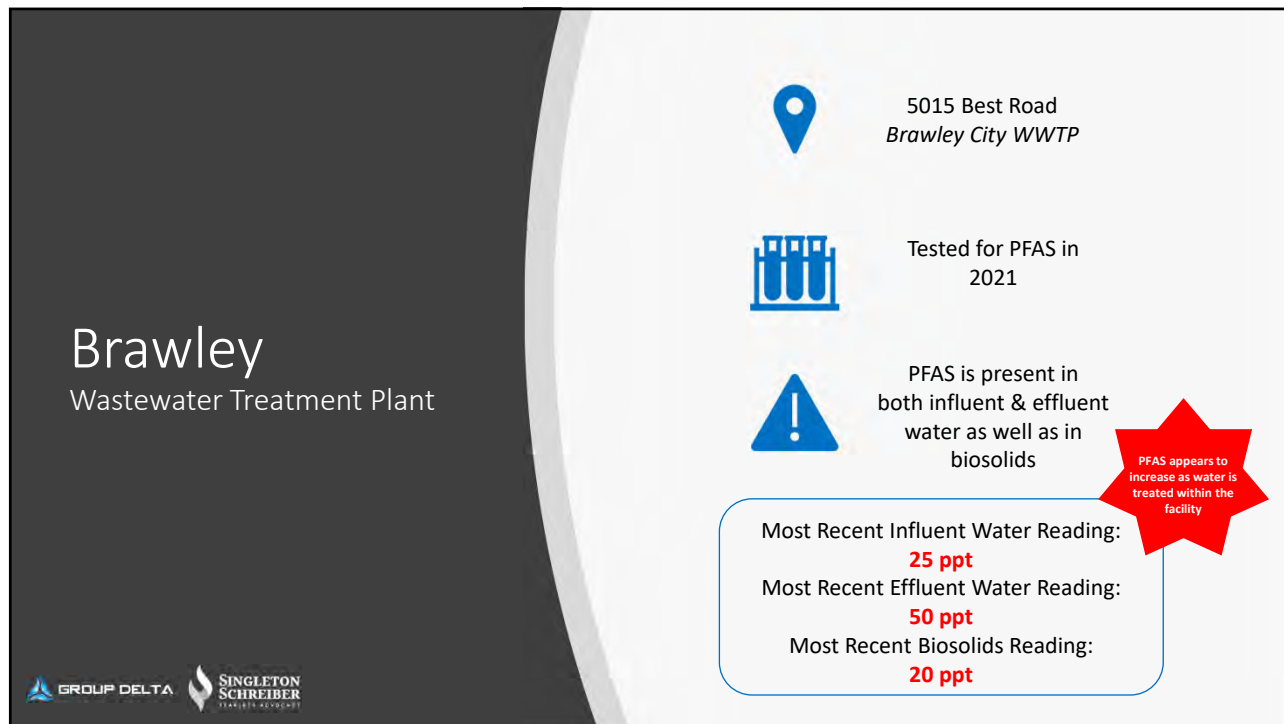 Brawley
Wastewater Treatment Plant
5015 Best Road
Brawley City WWTP
Tested for PFAS in
2021
PFAS is present in
both influent & effluent
water as well as in
biosolids
PFAS appears to
increase as water is
treated within the
facility
Most Recent Influent Water Reading:
25 ppt
Most Recent Effluent Water Reading:
50 ppt
Most Recent Biosolids Reading:
20 ppt
GROUP DELTA
SINGLETON
SCHREIBER